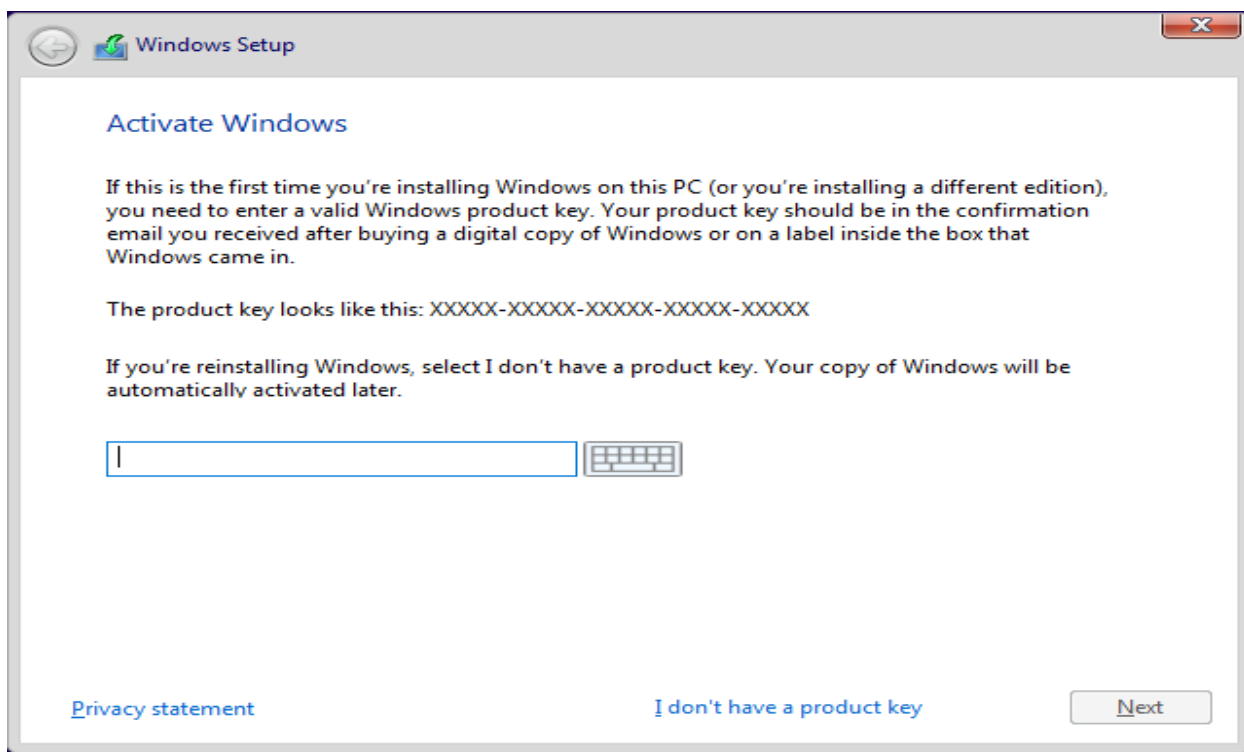 Windows Setup
Activate Windows
If this is the first time you're installing Windows on this PC (or you're installing a different edition),
you need to enter a valid Windows product key. Your product key should be in the confirmation
email you received after buying a digital copy of Windows or on a label inside the box that
Windows came in.
The product key looks like this: XXXXX-XXXXX-XXXXX-XXXXX-XXXXX
If you're reinstalling Windows, select I don't have a product key. Your copy of Windows will be
automatically activated later.
Privacy statement
I don't have a product key
Next